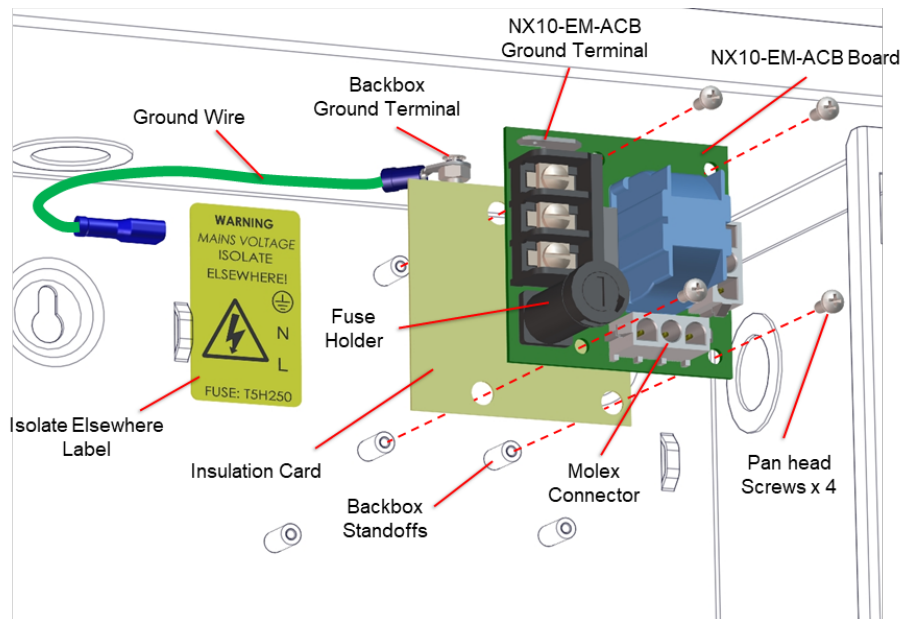 NX10-EM-ACB
Ground Terminal
NX10-EM-ACB Board
Backbox
Ground Terminal
Ground Wire
WARNING
MAINS VOLTAGE
ISOLATE
ELSEWHERE!
N
L
FUSE: T5H250
Fuse
Holder
Isolate Elsewhere
Label
Insulation Card
Backbox
Standoffs
Molex
Connector
Pan head
Screws x 4